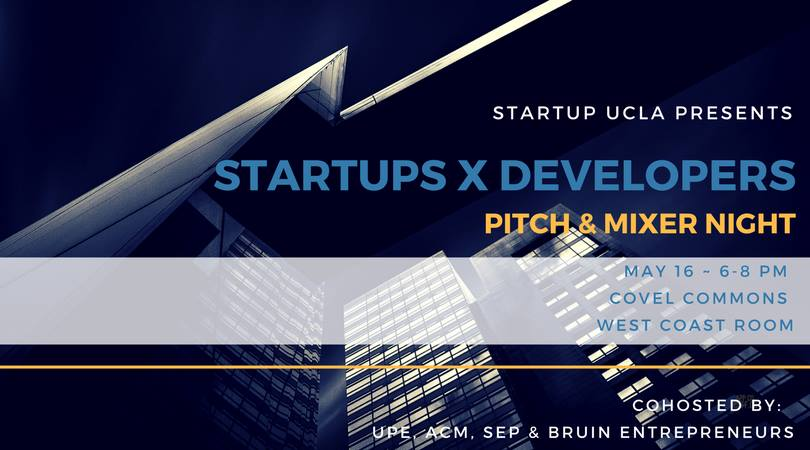 STARTUP UCLA PRESENTS
STARTUPS X DEVELOPERS
PITCH & MIXER NIGHT
MAY 16 ~ 6-8 PM
COVEL COMMONS
WEST COAST ROOM
COHOSTED BY:
UPE, ACM, SEP & BRUIN ENTREPRENEURS